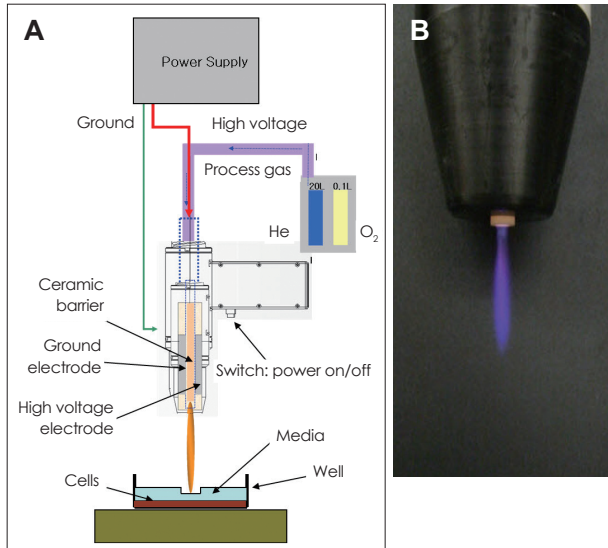 A
B
Power Supply
Ground
High voltage
Process gas
20L
0,1L
He
O₂
Ceramic
barrier
Ground
electrode
Switch: power on/off
High voltage
electrode
Media
Well
Cells